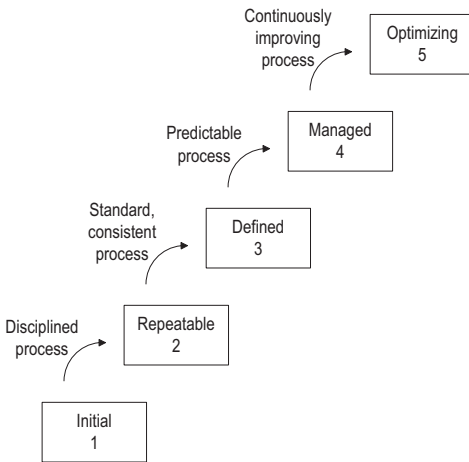 Continuously
improving
process
Optimizing
5
Predictable
process
Managed
4
Standard,
consistent
process
Defined
3
Disciplined
process
Repeatable
2
Initial
1